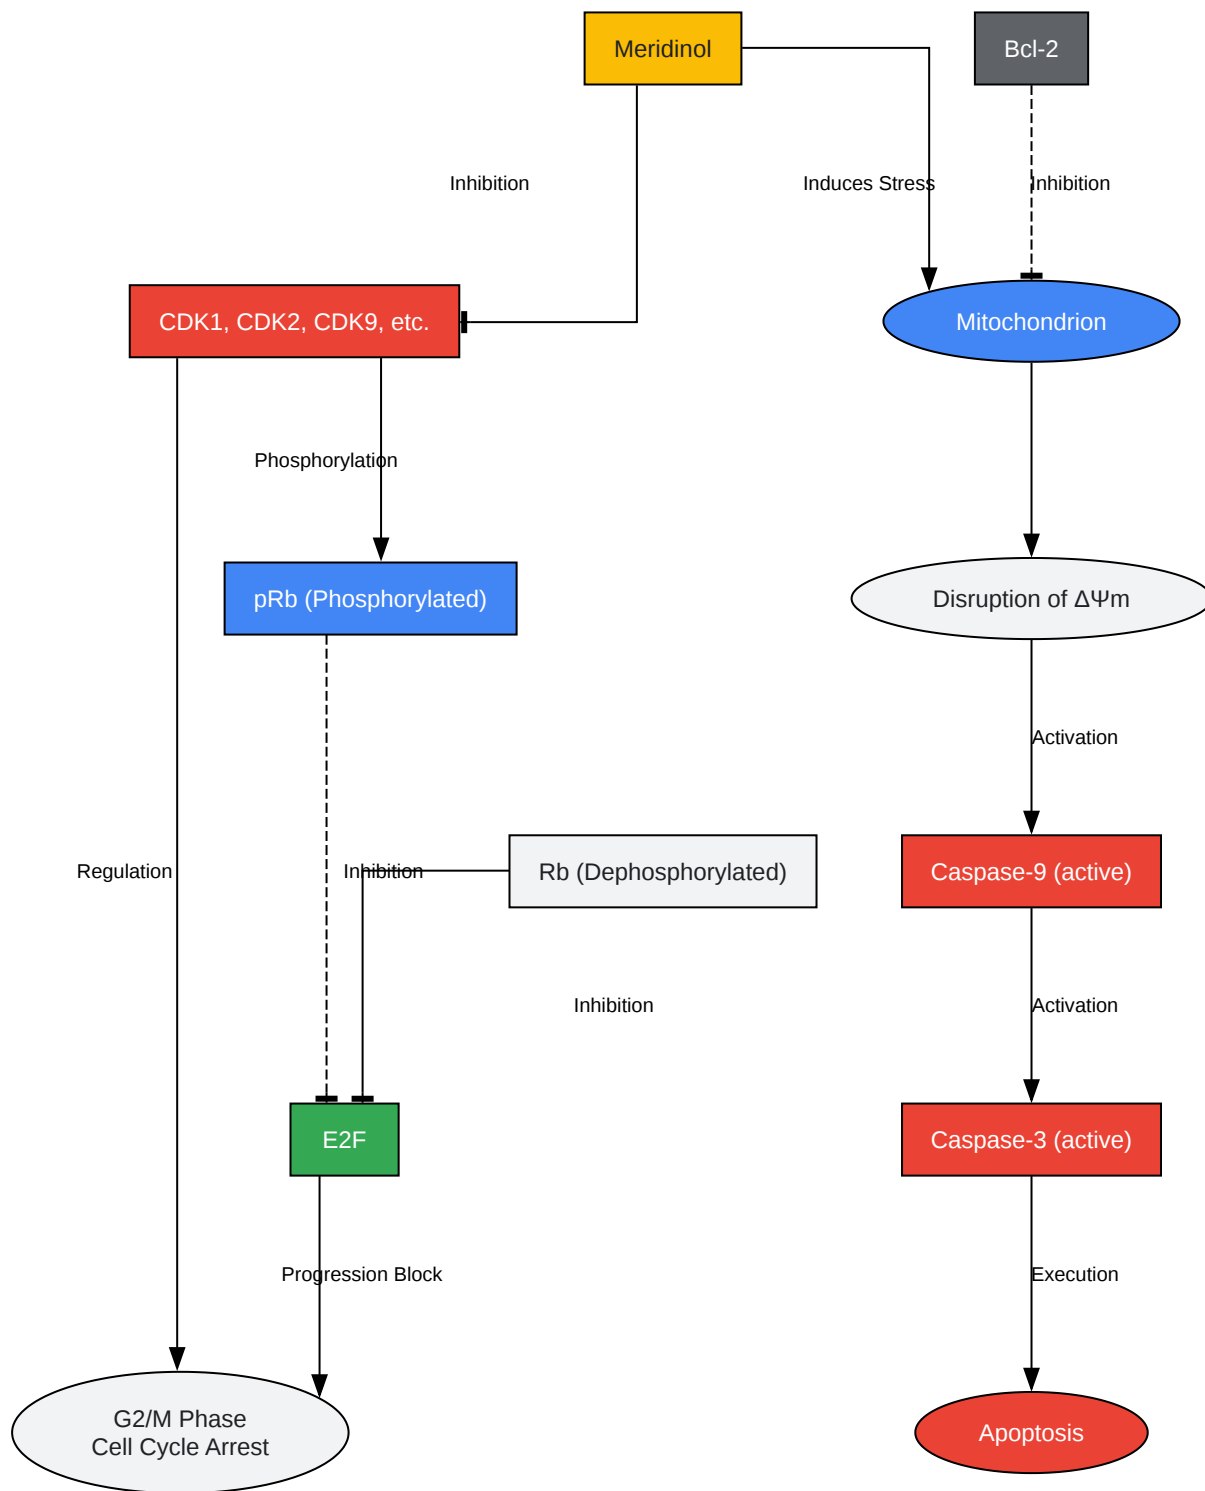 Meridinol
Bcl-2
Inhibition
Induces Stress
Inhibition
CDK1, CDK2, CDK9, etc.
Mitochondrion
Phosphorylation
pRb (Phosphorylated)
Disruption of ΔΨm
Activation
Regulation
Inhibition
Rb (Dephosphorylated)
Caspase-9 (active)
Inhibition
Activation
E2F
Caspase-3 (active)
Progression Block
Execution
G2/M Phase
Cell Cycle Arrest
Apoptosis